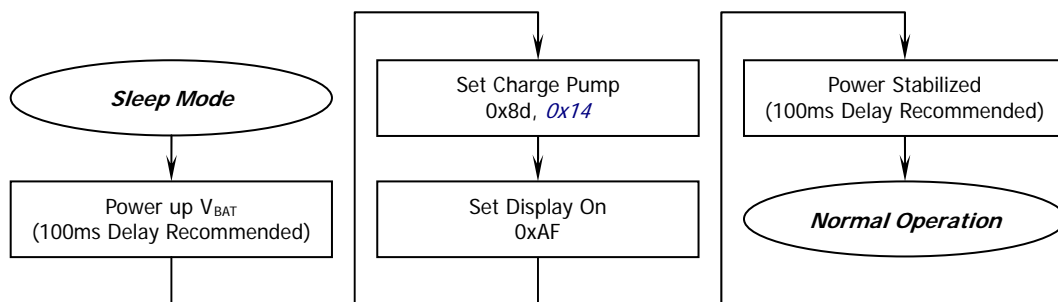 Sleep Mode
Power up VBAT
(100ms Delay Recommended)
Set Charge Pump
0x8d, 0x14
Set Display On
0xAF
Power Stabilized
(100ms Delay Recommended)
Normal Operation